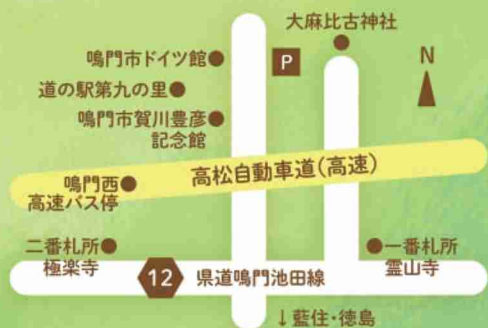 大麻比古神社
鳴門市ドイツ館
P
N
道の駅第九の里
鳴門市賀川豊彦
記念館
高松自動車道(高速)
鳴門西
高速バス停
二番札所
極楽寺
12
県道鳴門池田線
一番札所
霊山寺
↓藍住・徳島